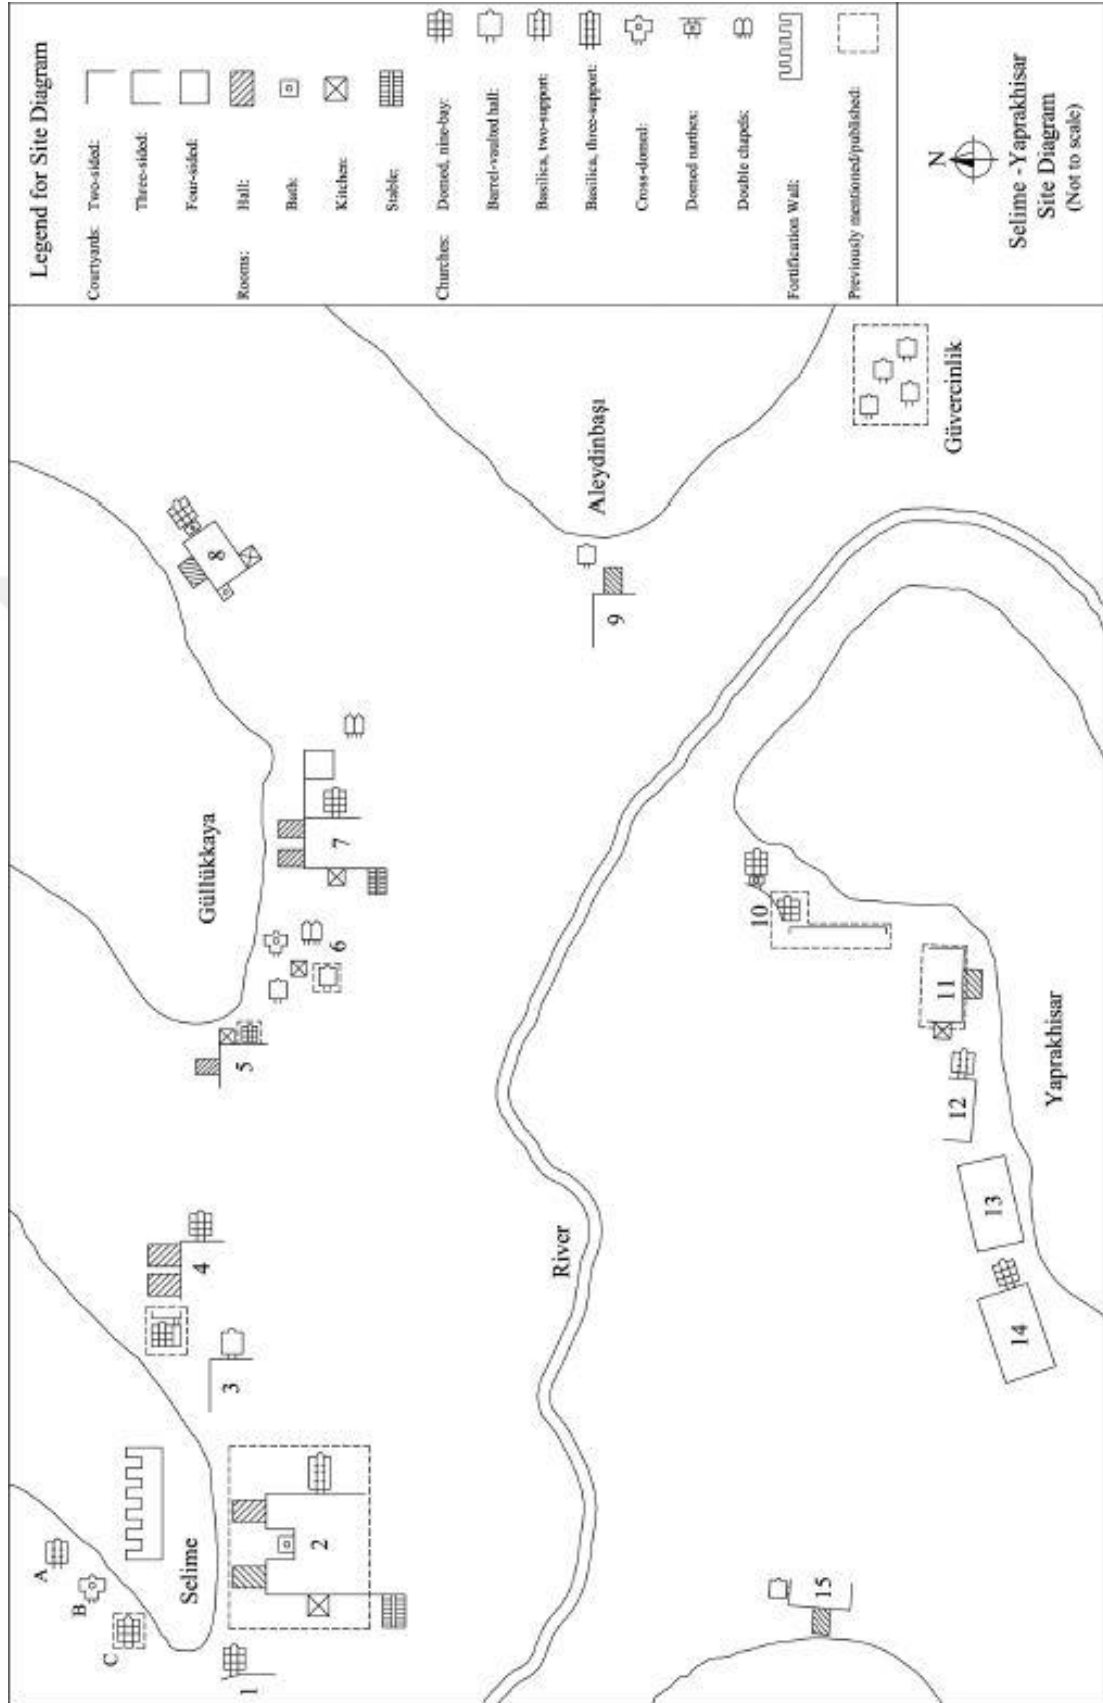 Legend for Site Diagram
Courtyards: Two-sided:
Three-sided:
Four-sided:
Rooms: Hall:
Bath:
Kitchen:
Stable:
Churches: Domed, nine-bay:
Barrel-vaulted hall:
Basilica, two-support:
Basilica, three-support:
Cross-domed:
Domed narthex:
Double chapels:
Fortification Wall:
Previously mentioned/published:
N
Selime - Yaprakhisar
Site Diagram
(Not to scale)
A
B
C
Selime
1
2
3
4
Güllükkaya
5
6
7
8
Aleydinbaşı
9
Güvercinlik
River
10
11
12
13
14
Yaprakhisar
15